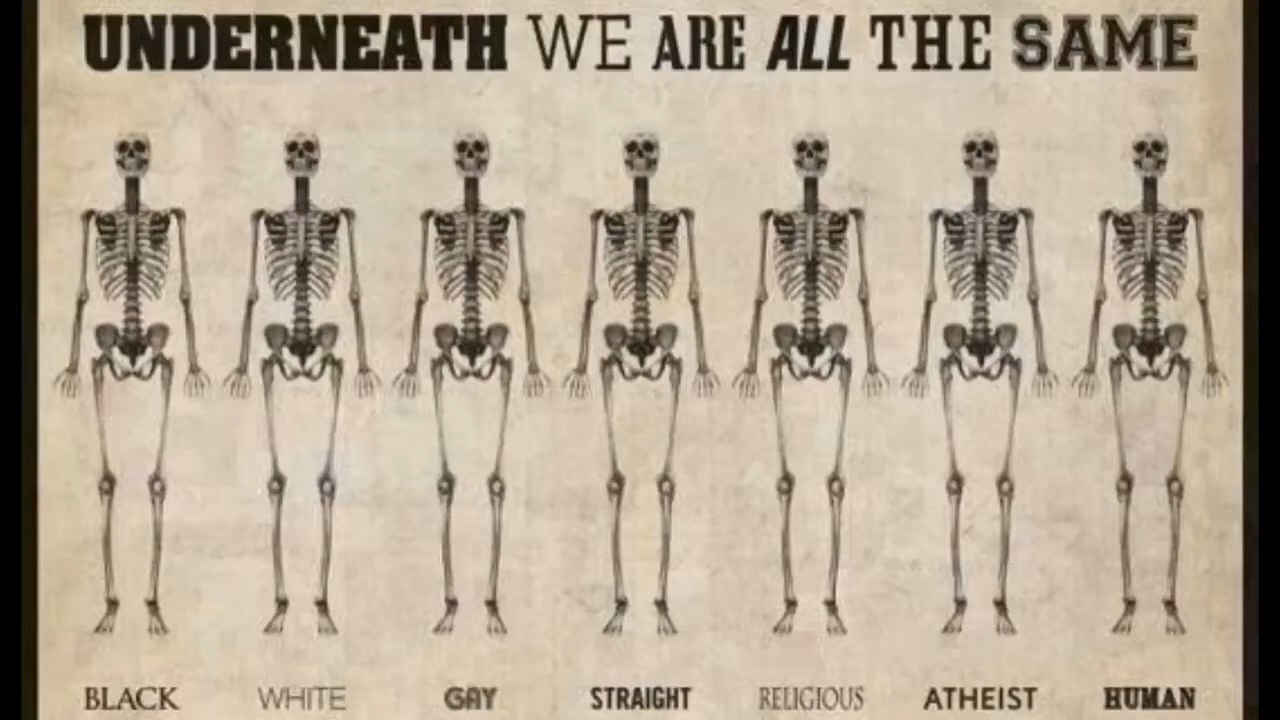 UNDERNEATH WE ARE ALL THE SAME
BLACK WHITE GAY STRAIGHT RELIGIOUS ATHEIST HUMAN